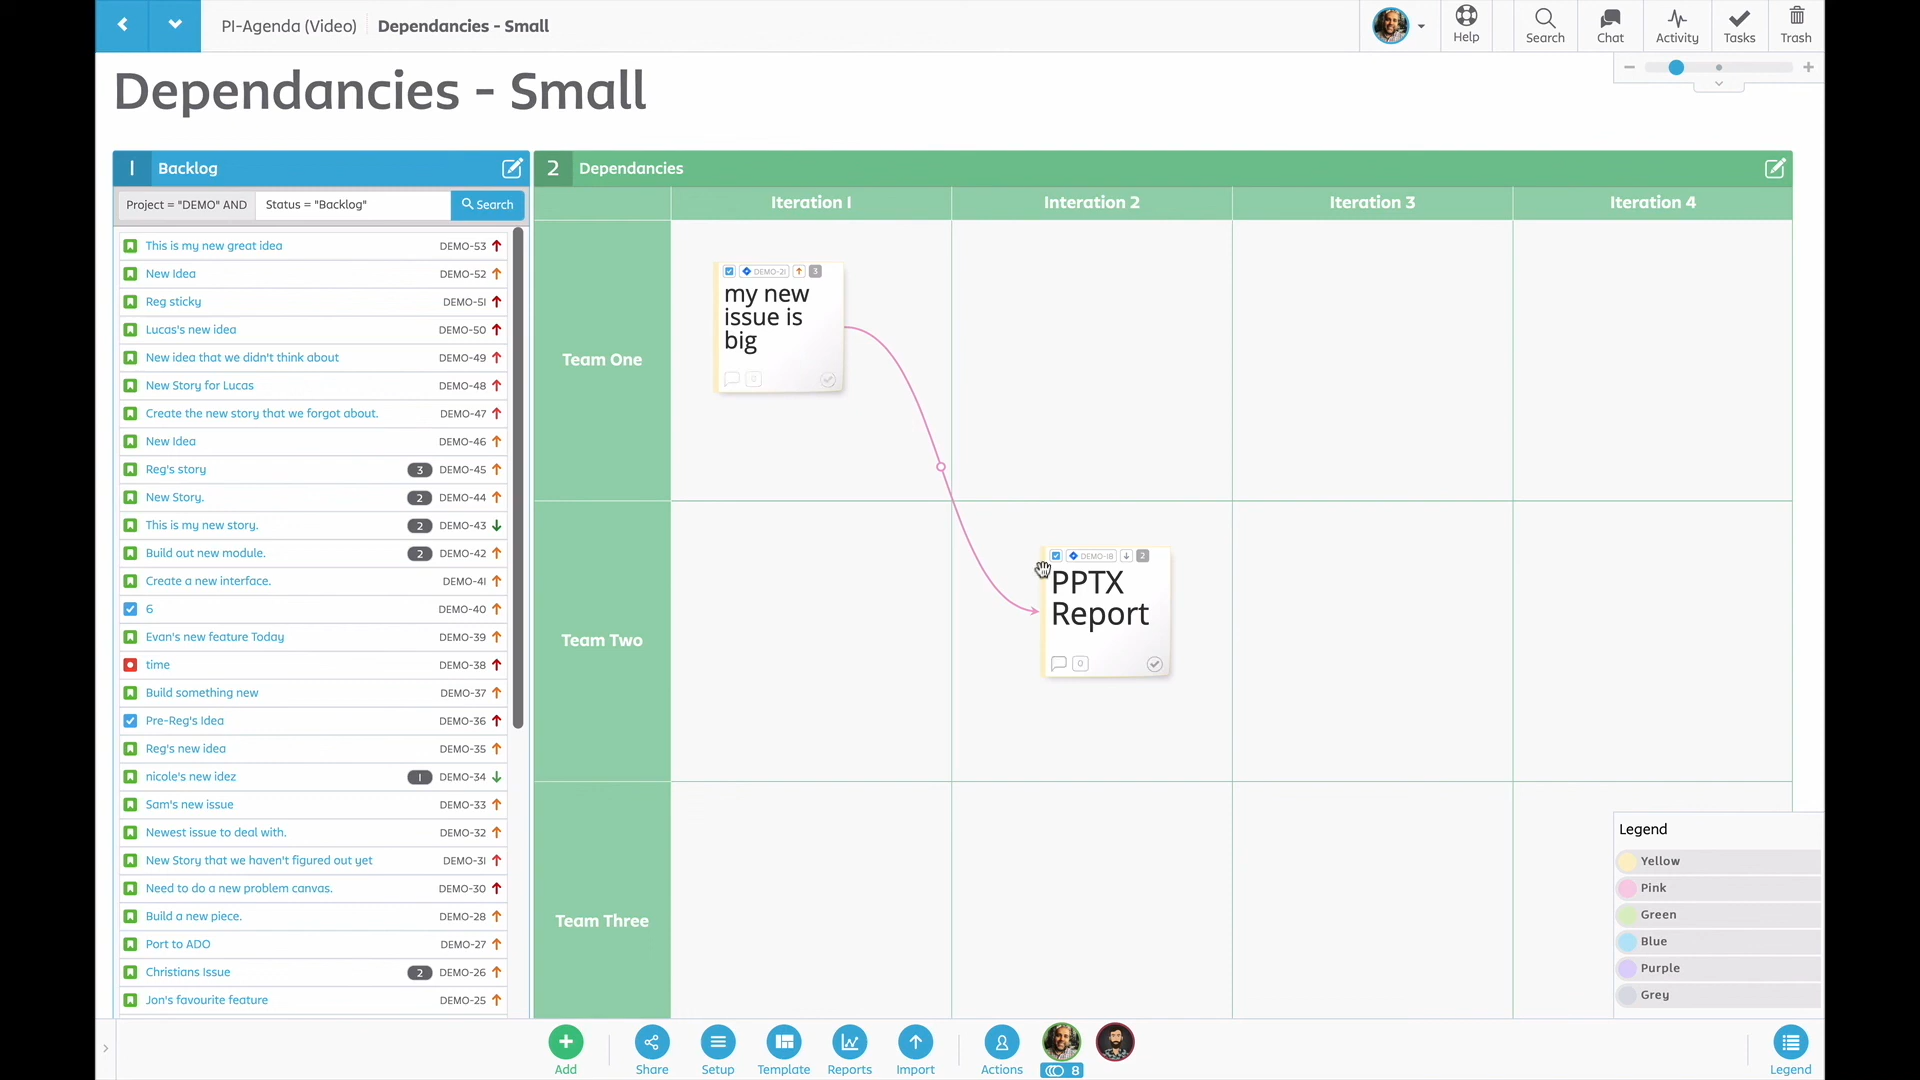 PI-Agenda (Video)
Dependancies - Small
Help
Search
Chat
Activity
Tasks
Trash
Dependancies - Small
1 Backlog
Project = "DEMO" AND
Status = "Backlog"
Search
This is my new great idea DEMO-53
New Idea DEMO-52
Reg sticky DEMO-51
Lucas's new idea DEMO-50
New idea that we didn't think about DEMO-49
New Story for Lucas DEMO-48
Create the new story that we forgot about. DEMO-47
New Idea DEMO-46
Reg's story 3 DEMO-45
New Story. 2 DEMO-44
This is my new story. 2 DEMO-43
Build out new module. 2 DEMO-42
Create a new interface. DEMO-41
6 DEMO-40
Evan's new feature Today DEMO-39
time DEMO-38
Build something new DEMO-37
Pre-Reg's Idea DEMO-36
Reg's new idea DEMO-35
nicole's new idez 1 DEMO-34
Sam's new issue DEMO-33
Newest issue to deal with. DEMO-32
New Story that we haven't figured out yet DEMO-31
Need to do a new problem canvas. DEMO-30
Build a new piece. DEMO-28
Port to ADO DEMO-27
Christians Issue 2 DEMO-26
Jon's favourite feature DEMO-25
2 Dependancies
Iteration 1
Interation 2
Iteration 3
Iteration 4
Team One
DEMO-21 3
my new
issue is
big
0
Team Two
DEMO-18 2
PPTX
Report
0
Team Three
Legend
Yellow
Pink
Green
Blue
Purple
Grey
Add
Share
Setup
Template
Reports
Import
Actions
8
Legend